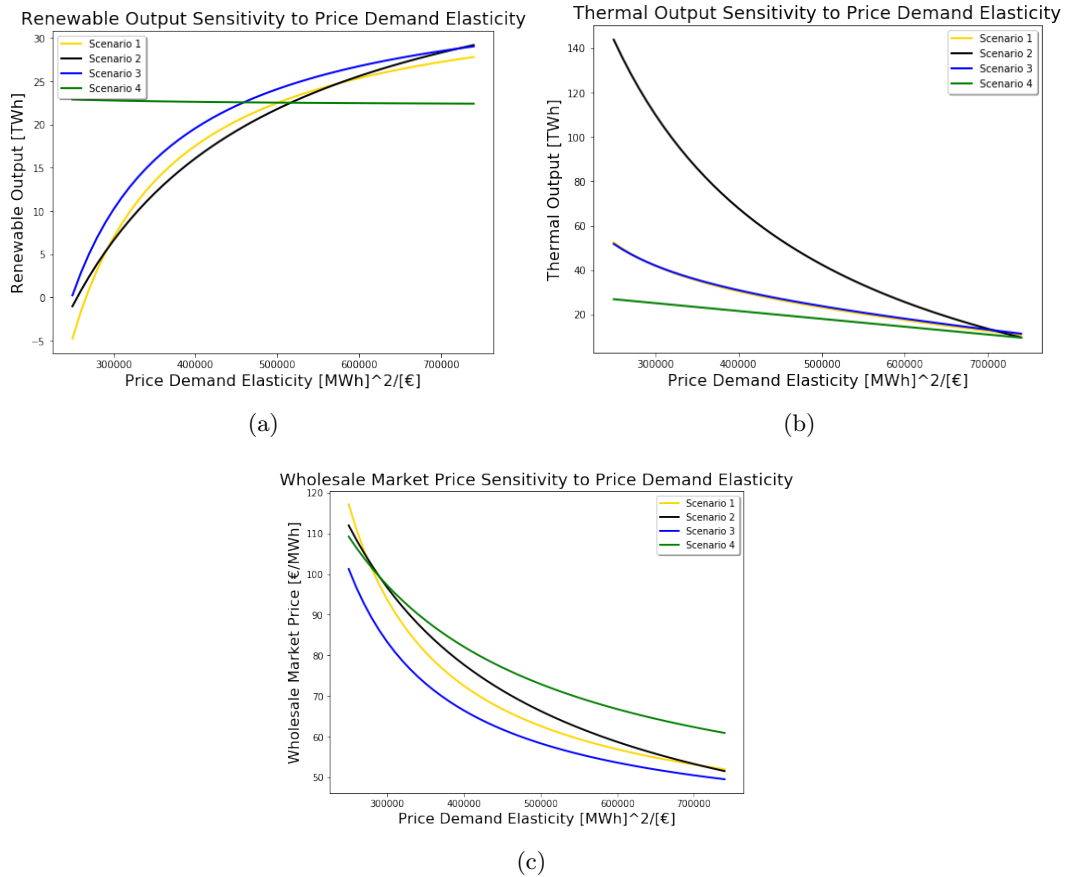 Renewable Output Sensitivity to Price Demand Elasticity
Renewable Output [TWh]
30
25
20
15
10
5
0
−5
Scenario 1
Scenario 2
Scenario 3
Scenario 4
300000 400000 500000 600000 700000
Price Demand Elasticity [MWh]^2/[€]
(a)
Thermal Output Sensitivity to Price Demand Elasticity
Thermal Output [TWh]
140
120
100
80
60
40
20
Scenario 1
Scenario 2
Scenario 3
Scenario 4
300000 400000 500000 600000 700000
Price Demand Elasticity [MWh]^2/[€]
(b)
Wholesale Market Price Sensitivity to Price Demand Elasticity
Wholesale Market Price [€/MWh]
120
110
100
90
80
70
60
50
Scenario 1
Scenario 2
Scenario 3
Scenario 4
300000 400000 500000 600000 700000
Price Demand Elasticity [MWh]^2/[€]
(c)